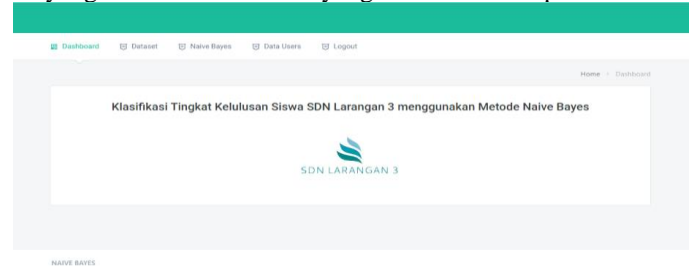 Dashboard Dataset Naive Bayes Data Users Logout
Home Dashboard
Klasifikasi Tingkat Kelulusan Siswa SDN Larangan 3 menggunakan Metode Naive Bayes
SDN LARANGAN 3
NAIVE BAYES